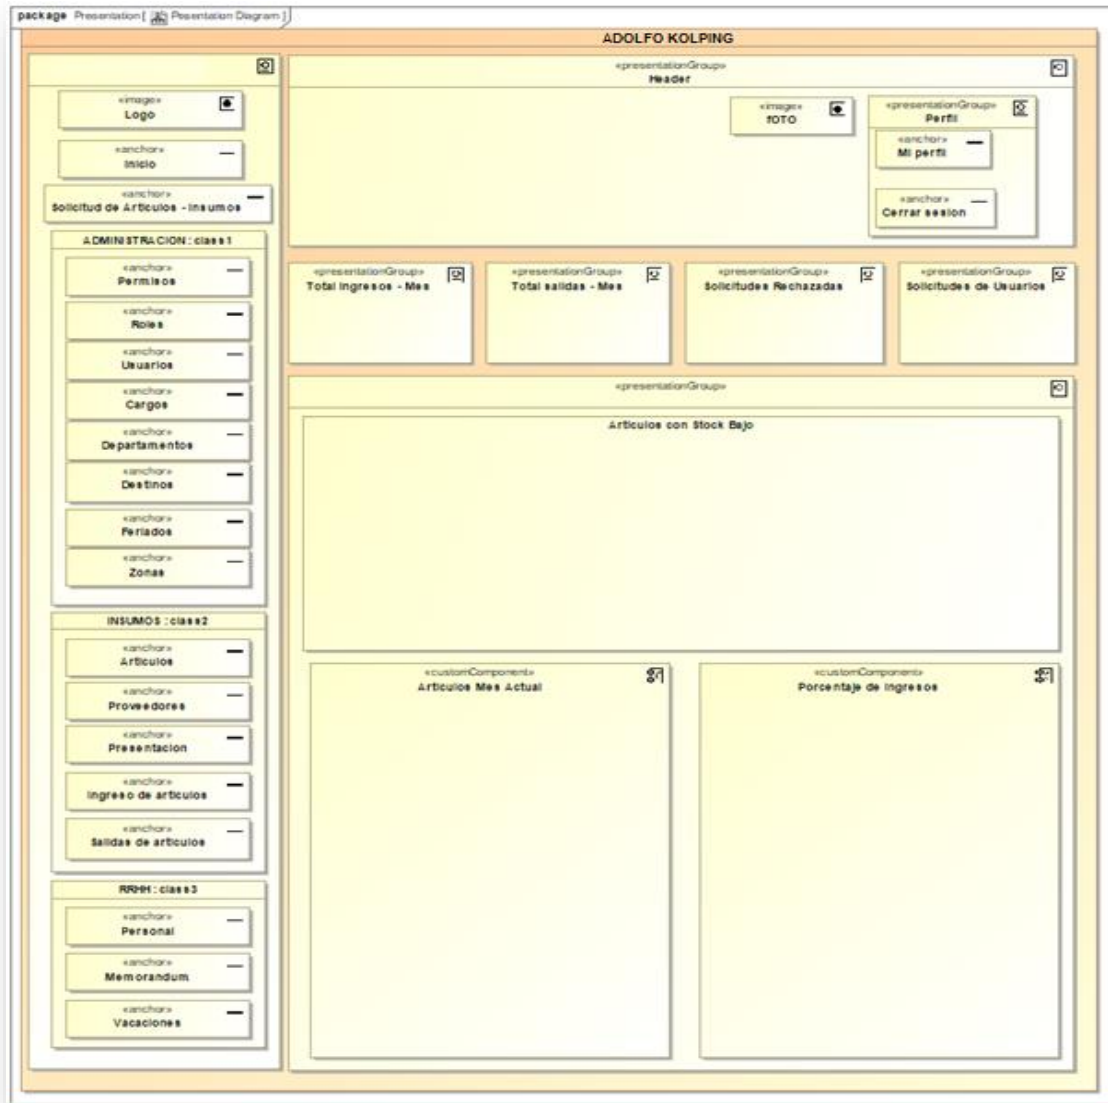 package Presentation [ Pesentation Diagram ]
ADOLFO KOLPING
«image»
Logo
«anchor»
Inicio
«anchor»
Solicitud de Articulos - Insumos
ADMINISTRACION : class1
«anchor»
Permisos
«anchor»
Roles
«anchor»
Usuarios
«anchor»
Cargos
«anchor»
Departamentos
«anchor»
Destinos
«anchor»
Feriados
«anchor»
Zonas
INSUMOS : class2
«anchor»
Articulos
«anchor»
Proveedores
«anchor»
Presentacion
«anchor»
Ingreso de articulos
«anchor»
Salidas de articulos
RRHH : class3
«anchor»
Personal
«anchor»
Memorandum
«anchor»
Vacaciones
«presentationGroup»
Header
«image»
fOTO
«presentationGroup»
Perfil
«anchor»
Mi perfil
«anchor»
Cerrar sesion
«presentationGroup»
Total Ingresos - Mes
«presentationGroup»
Total salidas - Mes
«presentationGroup»
Solicitudes Rechazadas
«presentationGroup»
Solicitudes de Usuarios
«presentationGroup»
Articulos con Stock Bajo
«customComponent»
Articulos Mes Actual
«customComponent»
Porcentaje de Ingresos